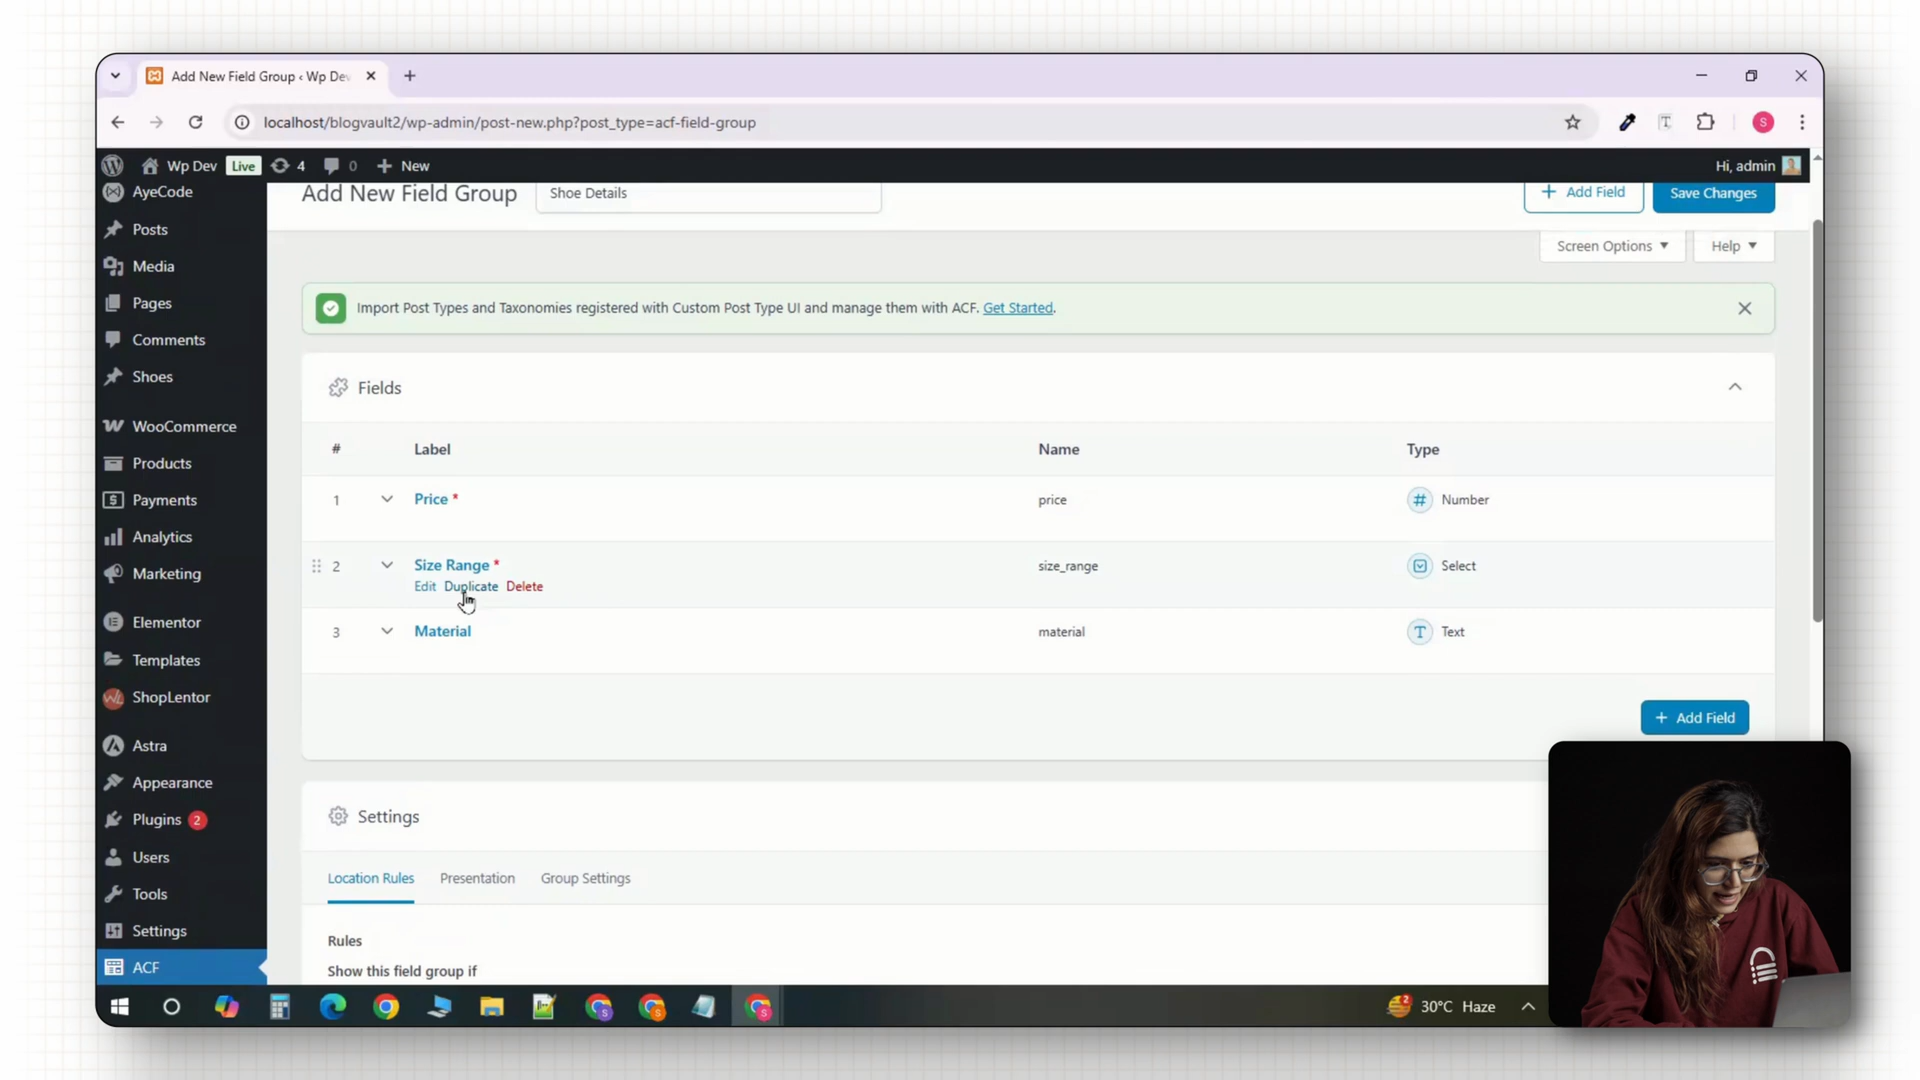 Add New Field Group ‹ Wp Dev
localhost/blogvault2/wp-admin/post-new.php?post_type=acf-field-group
S
Wp Dev Live 4 0 + New
Hi, admin
AyeCode
Posts
Media
Pages
Comments
Shoes
WooCommerce
Products
Payments
Analytics
Marketing
Elementor
Templates
ShopLentor
Astra
Appearance
Plugins 2
Users
Tools
Settings
ACF
Add New Field Group
Shoe Details
+ Add Field
Save Changes
Screen Options
Help
Import Post Types and Taxonomies registered with Custom Post Type UI and manage them with ACF. Get Started.
Fields
# Label Name Type
1 Price * price # Number
2 Size Range * size_range Select
Edit Duplicate Delete
3 Material material T Text
+ Add Field
Settings
Location Rules Presentation Group Settings
Rules
Show this field group if
30°C Haze